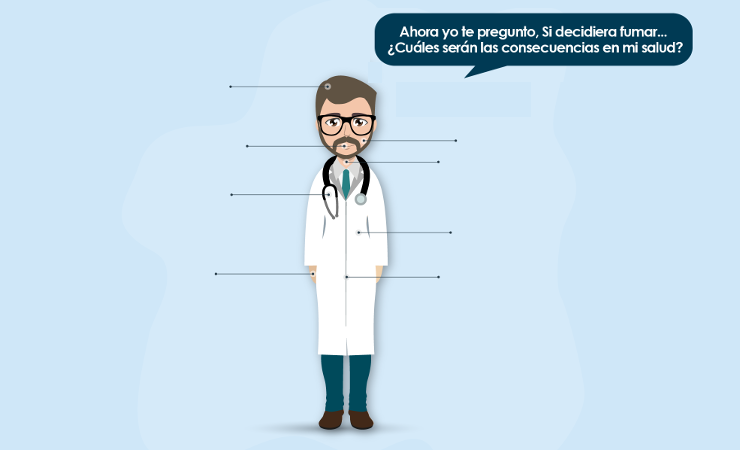 Ahora yo te pregunto, Si decidiera fumar...
¿Cuáles serán las consecuencias en mi salud?